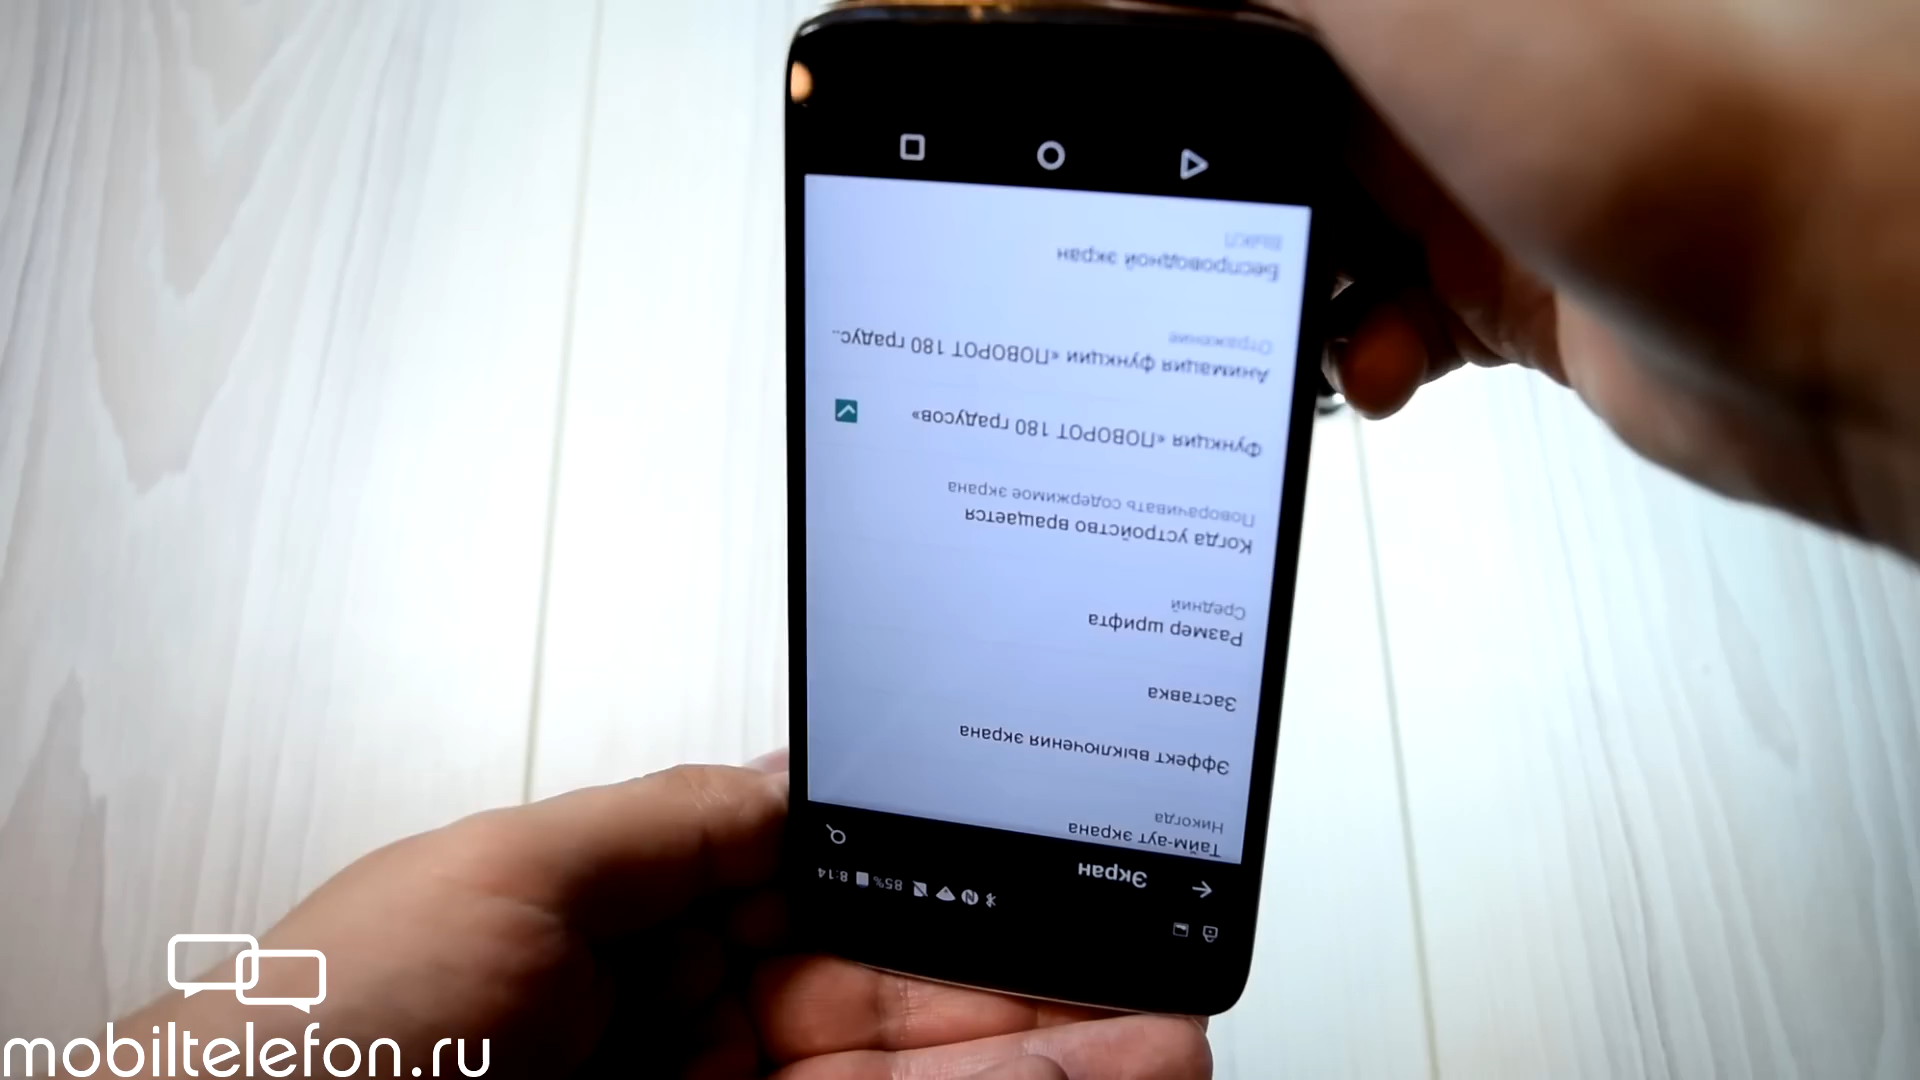 8:14
85%
Экран
Тайм-аут экрана
Никогда
Эффект выключения экрана
Заставка
Размер шрифта
Средний
Когда устройство вращается
Поворачивать содержимое экрана
Функция «ПОВОРОТ 180 градусов»
Анимация функции «ПОВОРОТ 180 градус..
Отражение
Беспроводной экран
ВЫКЛ
mobiltelefon.ru